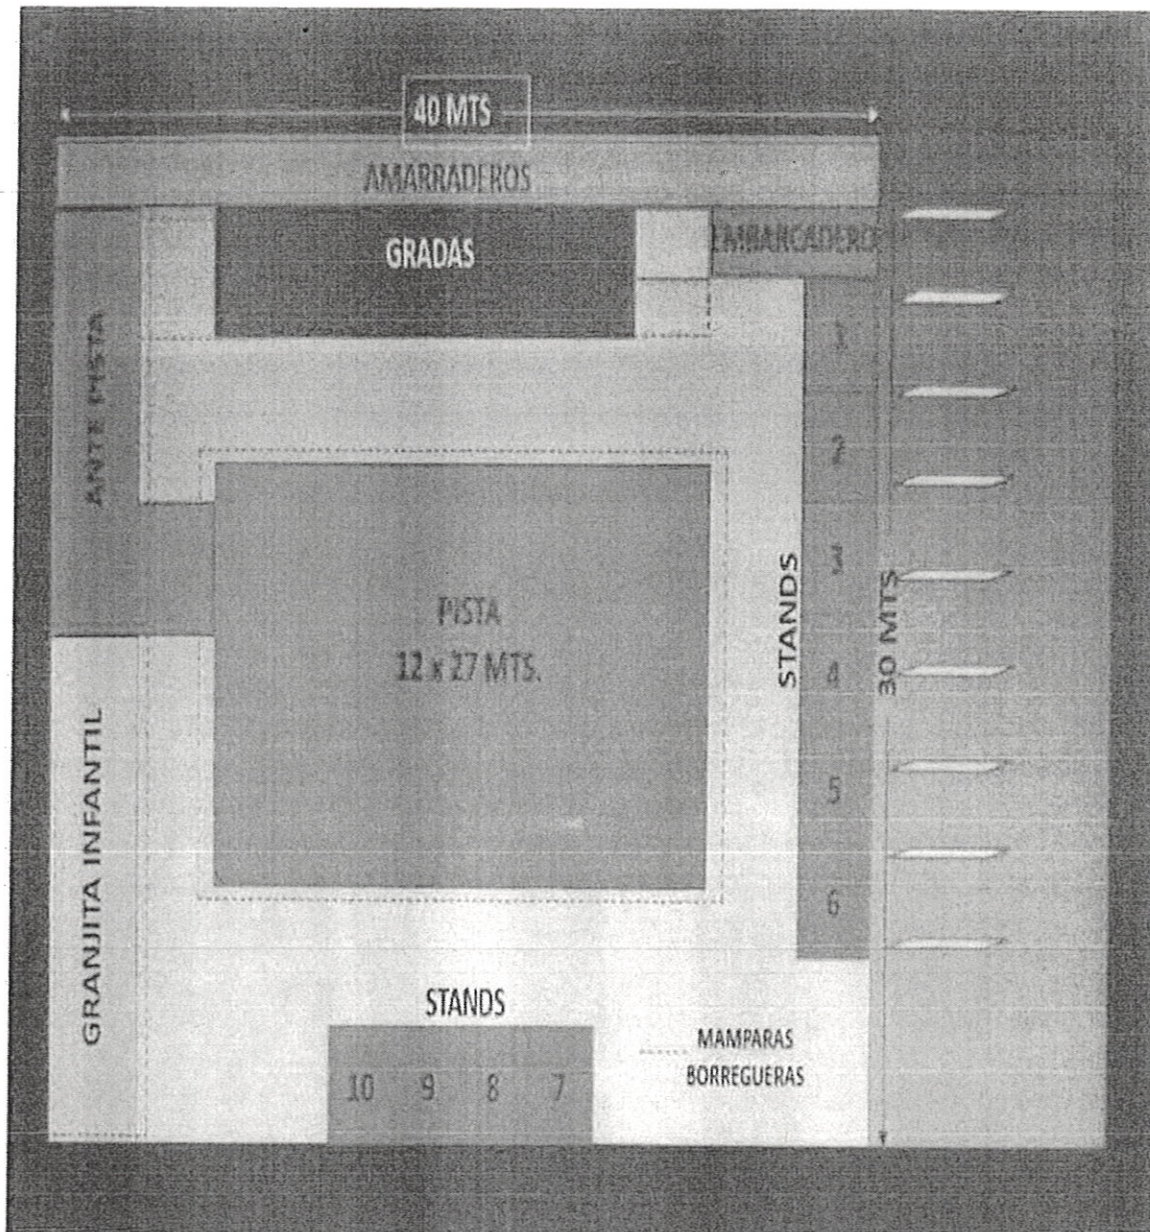 40 MTS
AMARRADEROS
GRADAS
EMBARCADERO
ANTE PISTA
1
2
3
4
5
6
STANDS
30 MTS
PISTA
12 x 27 MTS.
GRANJITA INFANTIL
STANDS
10 9 8 7
MAMPARAS
BORREGUERAS